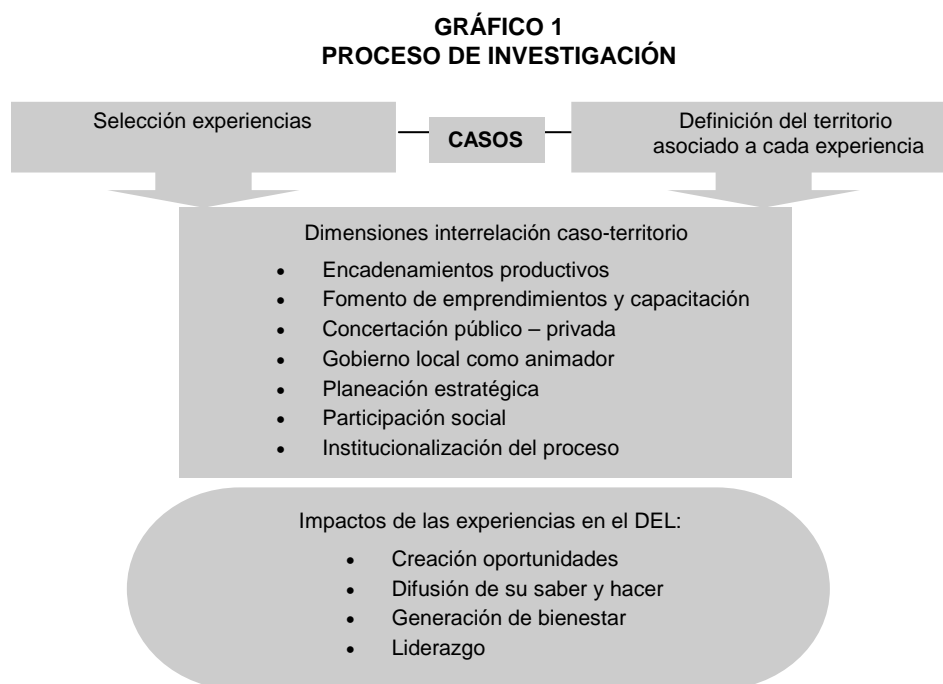 GRÁFICO 1
PROCESO DE INVESTIGACIÓN
Selección experiencias
CASOS
Definición del territorio
asociado a cada experiencia
Dimensiones interrelación caso-territorio
• Encadenamientos productivos
• Fomento de emprendimientos y capacitación
• Concertación público – privada
• Gobierno local como animador
• Planeación estratégica
• Participación social
• Institucionalización del proceso
Impactos de las experiencias en el DEL:
• Creación oportunidades
• Difusión de su saber y hacer
• Generación de bienestar
• Liderazgo